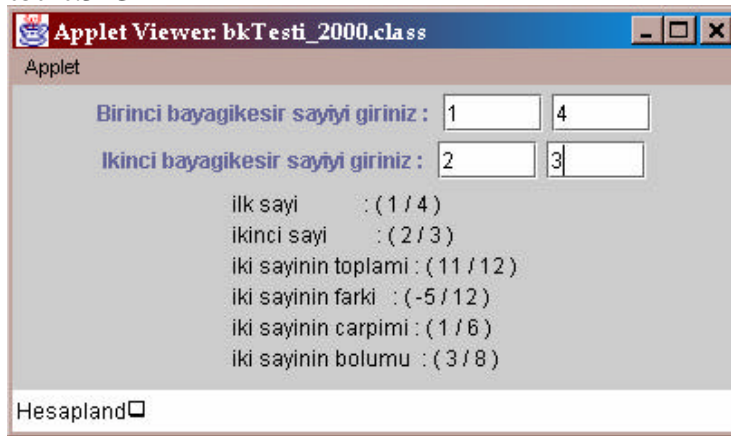 Applet Viewer: bkTesti_2000.class
Applet
Birinci bayagikesir sayiyi giriniz : 1 4
Ikinci bayagikesir sayiyi giriniz : 2 3
ilk sayi : ( 1 / 4 )
ikinci sayi : ( 2 / 3 )
iki sayinin toplami : ( 11 / 12 )
iki sayinin farki : ( -5 / 12 )
iki sayinin carpimi : ( 1 / 6 )
iki sayinin bolumu : ( 3 / 8 )
Hesapland□